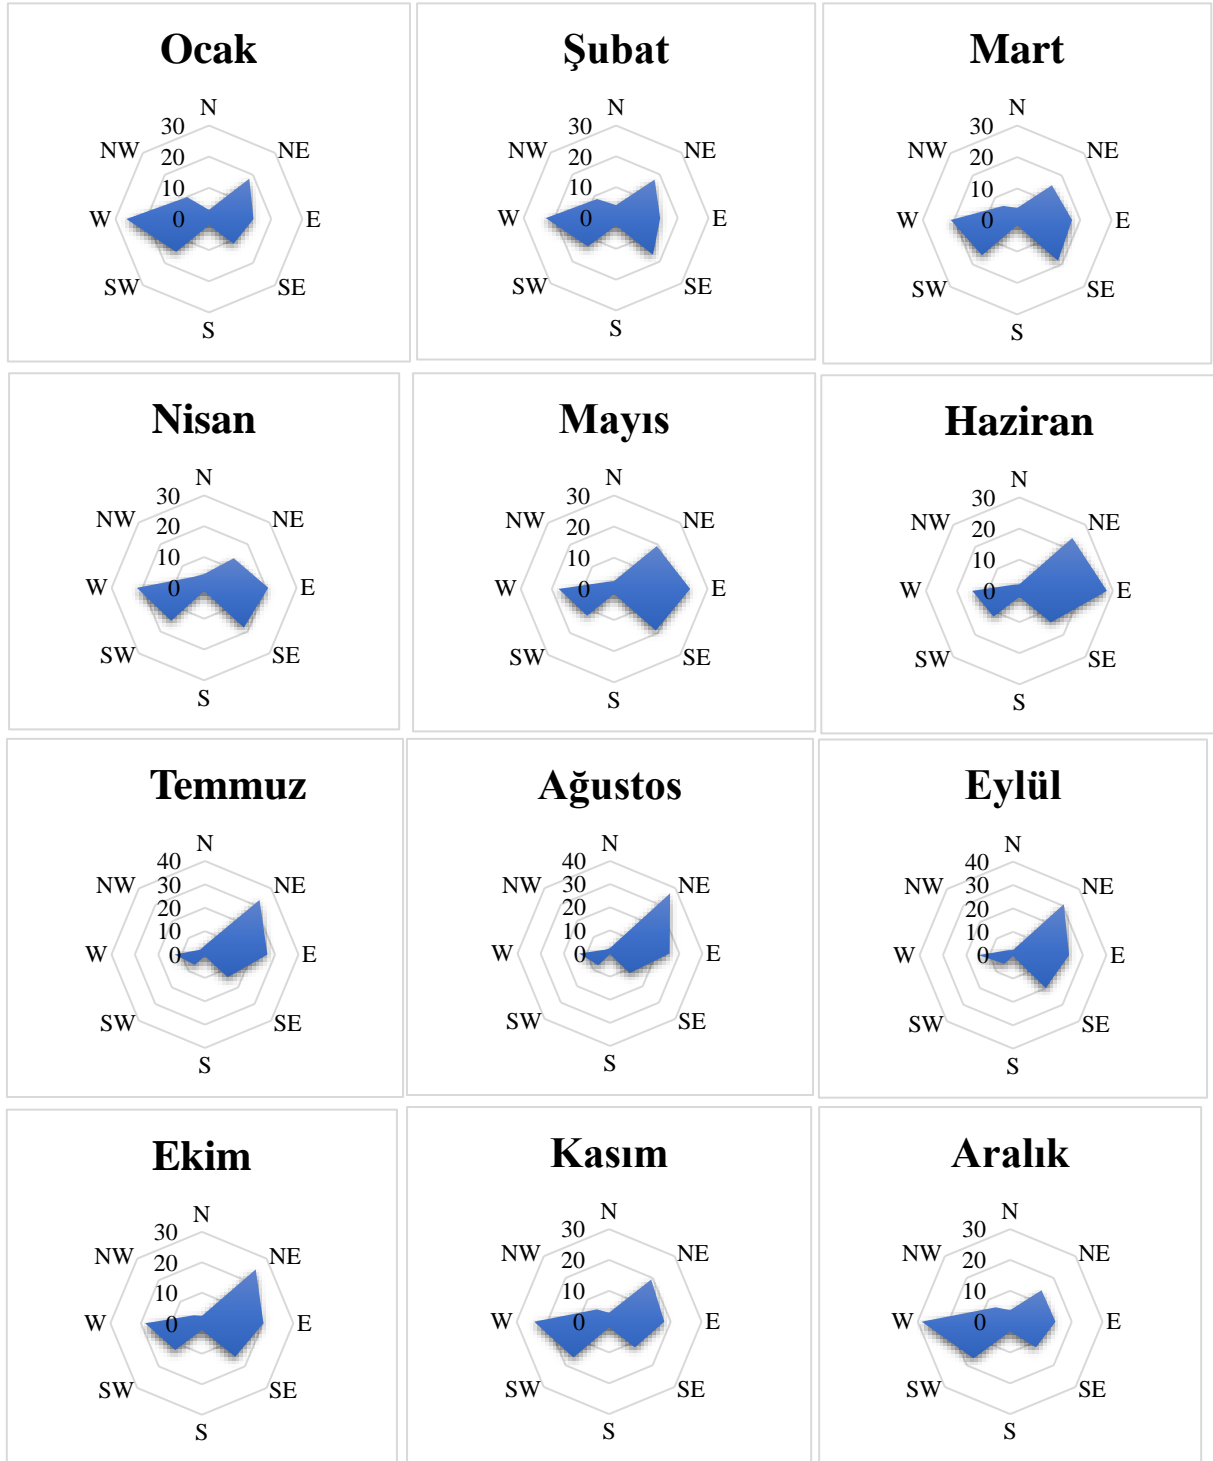 Ocak
N
30
NW
NE
20
10
W
0
E
SW
SE
S
Şubat
N
30
NW
NE
20
10
W
0
E
SW
SE
S
Mart
N
30
NW
NE
20
10
W
0
E
SW
SE
S
Nisan
N
30
NW
NE
20
10
W
0
E
SW
SE
S
Mayıs
N
30
NW
NE
20
10
W
0
E
SW
SE
S
Haziran
N
30
NW
NE
20
10
W
0
E
SW
SE
S
Temmuz
N
40
NW
NE
30
20
10
W
0
E
SW
SE
S
Ağustos
N
40
NW
NE
30
20
10
W
0
E
SW
SE
S
Eylül
N
40
NW
NE
30
20
10
W
0
E
SW
SE
S
Ekim
N
30
NW
NE
20
10
W
0
E
SW
SE
S
Kasım
N
30
NW
NE
20
10
W
0
E
SW
SE
S
Aralık
N
30
NW
NE
20
10
W
0
E
SW
SE
S